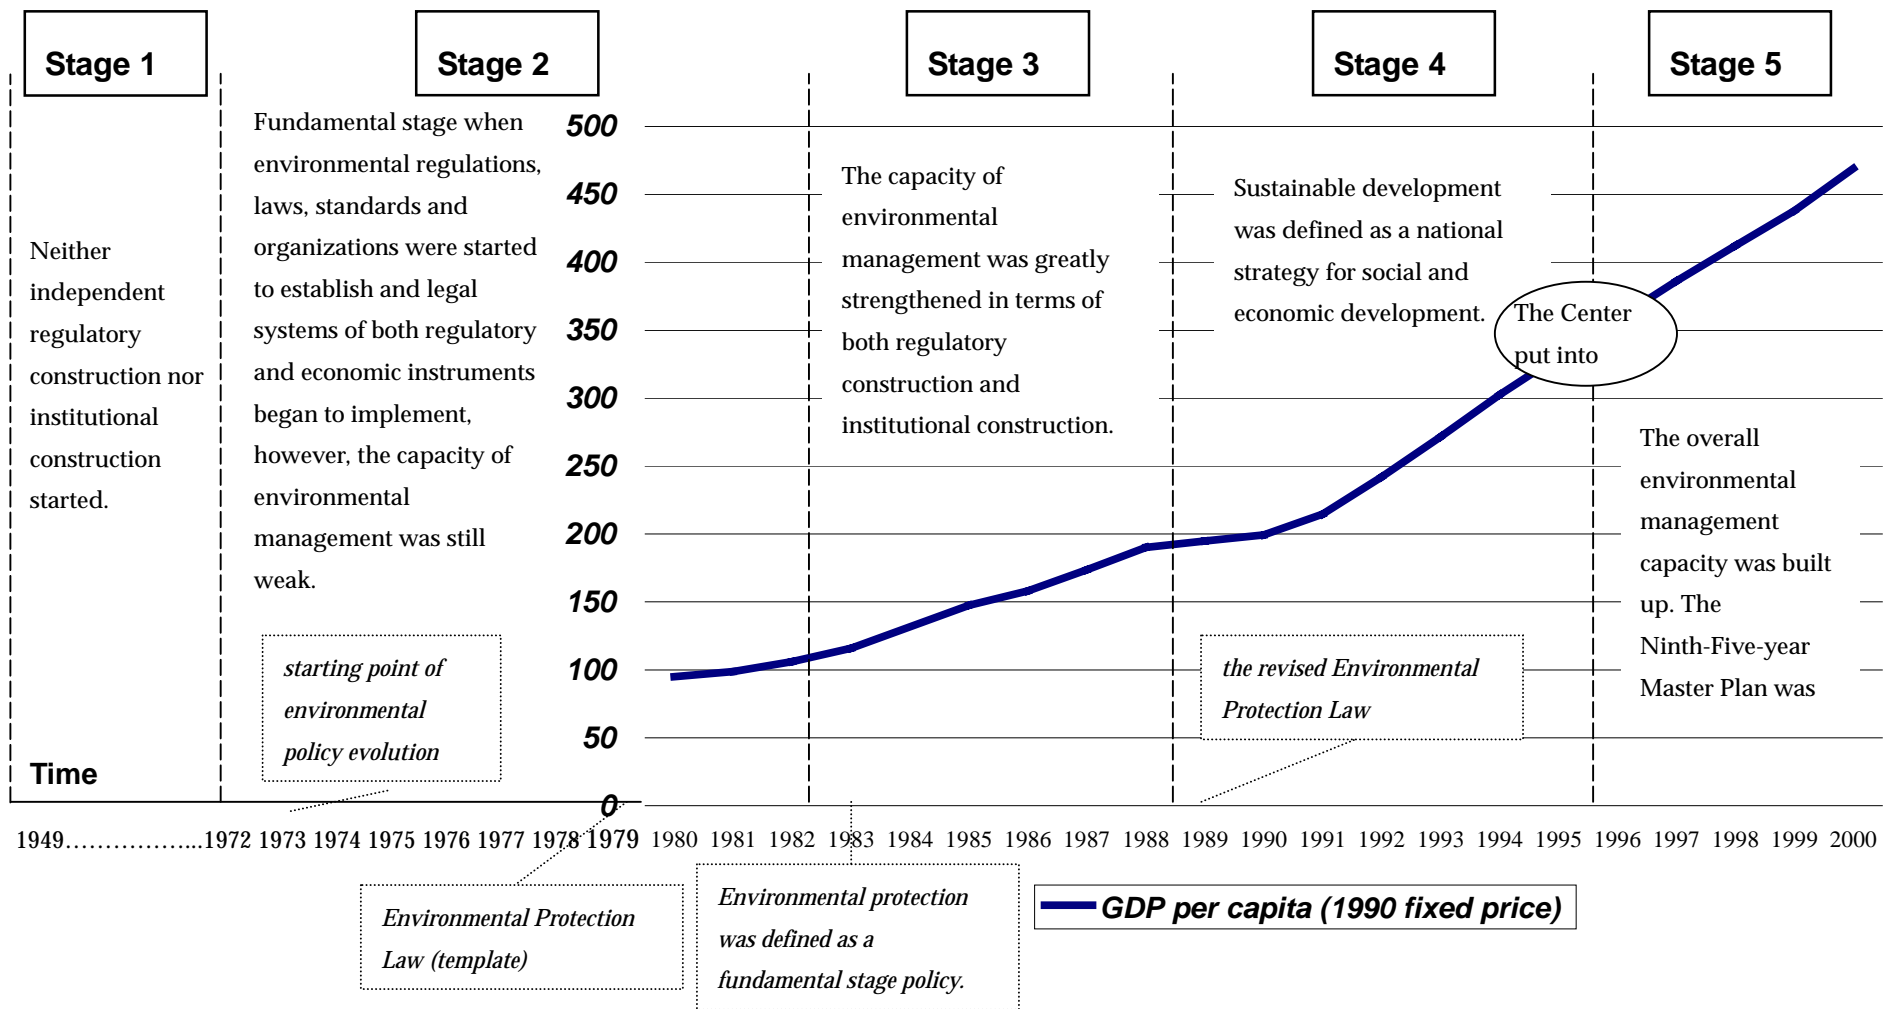 Stage 1
Stage 2
Stage 3
Stage 4
Stage 5
Neither
independent
regulatory
construction nor
institutional
construction
started.
Fundamental stage when
environmental regulations,
laws, standards and
organizations were started
to establish and legal
systems of both regulatory
and economic instruments
began to implement,
however, the capacity of
environmental
management was still
weak.
The capacity of
environmental
management was greatly
strengthened in terms of
both regulatory
construction and
institutional construction.
Sustainable development
was defined as a national
strategy for social and
economic development.
The Center
put into
The overall
environmental
management
capacity was built
up. The
Ninth-Five-year
Master Plan was
500
450
400
350
300
250
200
150
100
50
0
starting point of
environmental
policy evolution
the revised Environmental
Protection Law
Time
1949………………...1972 1973 1974 1975 1976 1977 1978 1979 1980 1981 1982 1983 1984 1985 1986 1987 1988 1989 1990 1991 1992 1993 1994 1995 1996 1997 1998 1999 2000
Environmental Protection
Law (template)
Environmental protection
was defined as a
fundamental stage policy.
GDP per capita (1990 fixed price)